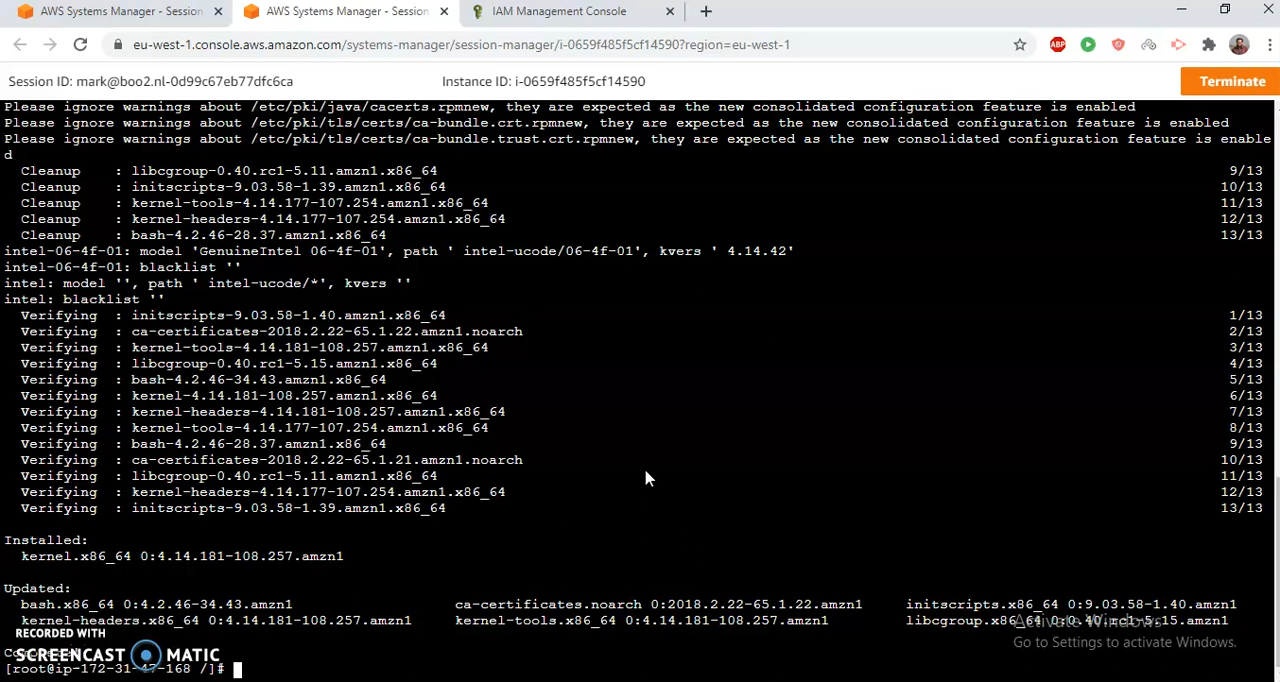 AWS Systems Manager - Session
AWS Systems Manager - Session
IAM Management Console
eu-west-1.console.aws.amazon.com/systems-manager/session-manager/i-0659f485f5cf14590?region=eu-west-1
ABP
Session ID: mark@boo2.nl-0d99c67eb77dfc6ca
Instance ID: i-0659f485f5cf14590
Terminate
Please ignore warnings about /etc/pki/java/cacerts.rpmnew, they are expected as the new consolidated configuration feature is enabled
Please ignore warnings about /etc/pki/tls/certs/ca-bundle.crt.rpmnew, they are expected as the new consolidated configuration feature is enabled
Please ignore warnings about /etc/pki/tls/certs/ca-bundle.trust.crt.rpmnew, they are expected as the new consolidated configuration feature is enable
d
Cleanup : libcgroup-0.40.rc1-5.11.amzn1.x86_64 9/13
Cleanup : initscripts-9.03.58-1.39.amzn1.x86_64 10/13
Cleanup : kernel-tools-4.14.177-107.254.amzn1.x86_64 11/13
Cleanup : kernel-headers-4.14.177-107.254.amzn1.x86_64 12/13
Cleanup : bash-4.2.46-28.37.amzn1.x86_64 13/13
intel-06-4f-01: model 'GenuineIntel 06-4f-01', path ' intel-ucode/06-4f-01', kvers ' 4.14.42'
intel-06-4f-01: blacklist ''
intel: model '', path ' intel-ucode/*', kvers ''
intel: blacklist ''
Verifying : initscripts-9.03.58-1.40.amzn1.x86_64 1/13
Verifying : ca-certificates-2018.2.22-65.1.22.amzn1.noarch 2/13
Verifying : kernel-tools-4.14.181-108.257.amzn1.x86_64 3/13
Verifying : libcgroup-0.40.rc1-5.15.amzn1.x86_64 4/13
Verifying : bash-4.2.46-34.43.amzn1.x86_64 5/13
Verifying : kernel-4.14.181-108.257.amzn1.x86_64 6/13
Verifying : kernel-headers-4.14.181-108.257.amzn1.x86_64 7/13
Verifying : kernel-tools-4.14.177-107.254.amzn1.x86_64 8/13
Verifying : bash-4.2.46-28.37.amzn1.x86_64 9/13
Verifying : ca-certificates-2018.2.22-65.1.21.amzn1.noarch 10/13
Verifying : libcgroup-0.40.rc1-5.11.amzn1.x86_64 11/13
Verifying : kernel-headers-4.14.177-107.254.amzn1.x86_64 12/13
Verifying : initscripts-9.03.58-1.39.amzn1.x86_64 13/13
Installed:
kernel.x86_64 0:4.14.181-108.257.amzn1
Updated:
bash.x86_64 0:4.2.46-34.43.amzn1 ca-certificates.noarch 0:2018.2.22-65.1.22.amzn1 initscripts.x86_64 0:9.03.58-1.40.amzn1
kernel-headers.x86_64 0:4.14.181-108.257.amzn1 kernel-tools.x86_64 0:4.14.181-108.257.amzn1 libcgroup.x86_64 0:0.40.rc1-5.15.amzn1
Activate Windows
Go to Settings to activate Windows.
RECORDED WITH
SCREENCAST MATIC
[root@ip-172-31-47-168 /]#